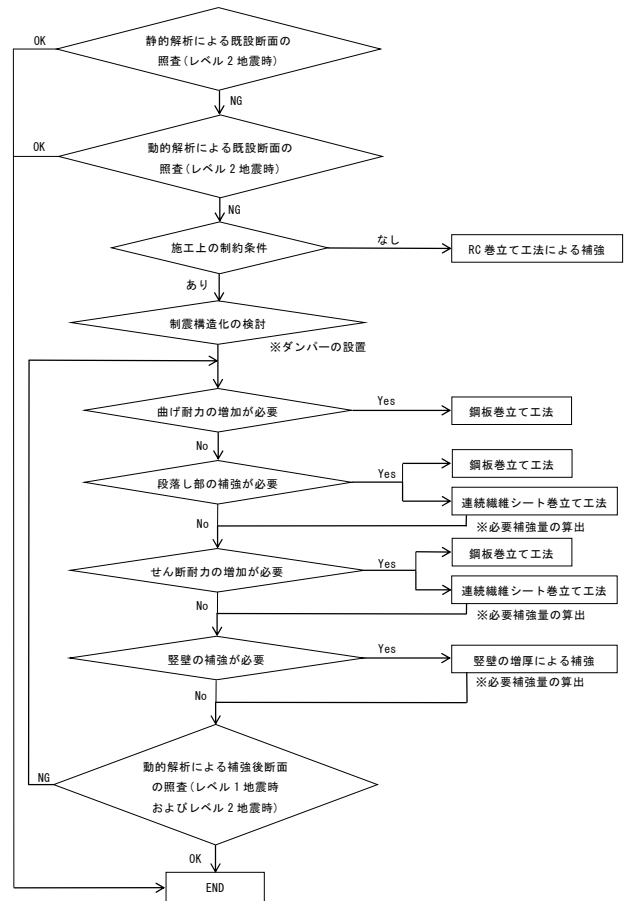 OK
静的解析による既設断面の
照査(レベル2地震時)
NG
OK
動的解析による既設断面の
照査(レベル2地震時)
NG
施工上の制約条件
なし
RC巻立て工法による補強
あり
制震構造化の検討
※ダンパーの設置
曲げ耐力の増加が必要
Yes
鋼板巻立て工法
No
段落し部の補強が必要
Yes
鋼板巻立て工法
連続繊維シート巻立て工法
※必要補強量の算出
No
せん断耐力の増加が必要
Yes
鋼板巻立て工法
連続繊維シート巻立て工法
※必要補強量の算出
No
竪壁の補強が必要
Yes
竪壁の増厚による補強
※必要補強量の算出
No
NG
動的解析による補強後断面
の照査(レベル1地震時
およびレベル2地震時)
OK
END